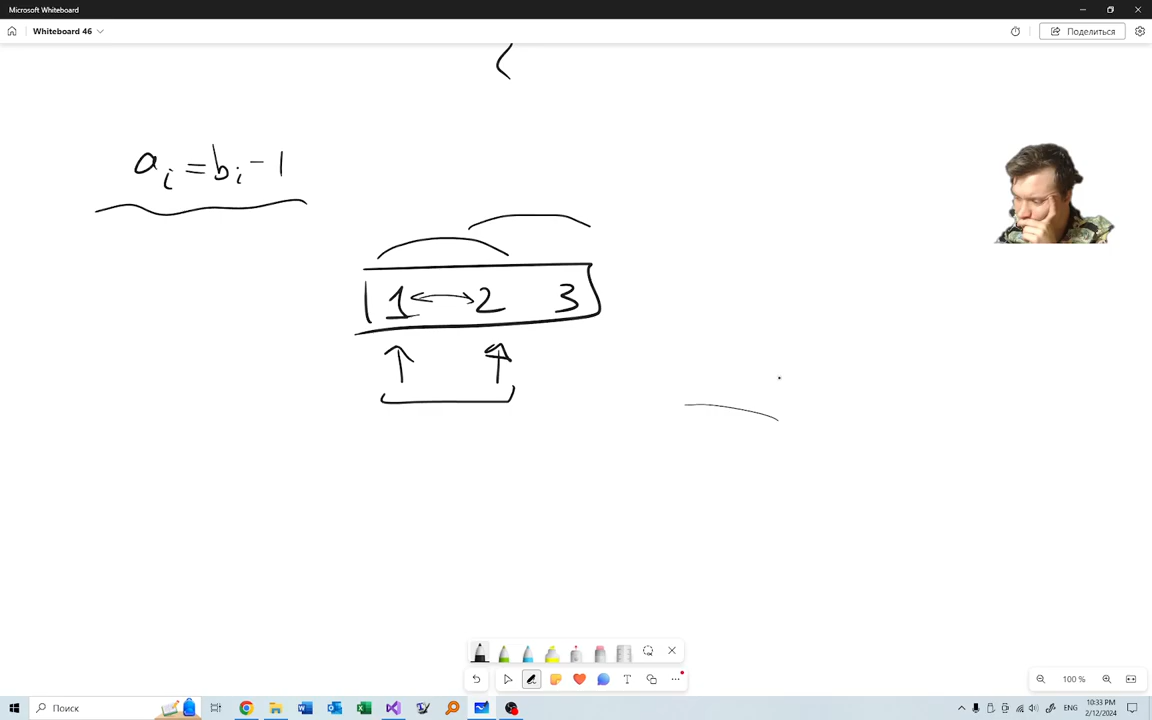 Microsoft Whiteboard
Whiteboard 46
Поделиться
a_i = b_i - 1
1 2 3
100 %
Поиск
ENG
10:33 PM
2/12/2024